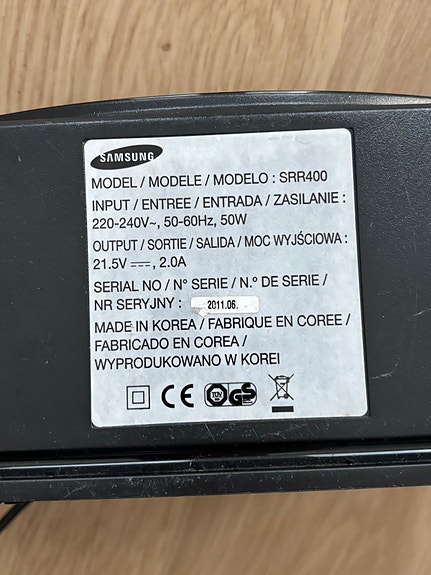 SAMSUNG
MODEL / MODELE / MODELO : SRR400
INPUT / ENTREE / ENTRADA / ZASILANIE :
220-240V~, 50-60Hz, 50W
OUTPUT / SORTIE / SALIDA / MOC WYJŚCIOWA :
21.5V ⎓, 2.0A
SERIAL NO / N° SERIE / N.º DE SERIE /
NR SERYJNY : 2011.06.
MADE IN KOREA / FABRIQUE EN COREE /
FABRICADO EN COREA /
WYPRODUKOWANO W KOREI
CE TÜV GS